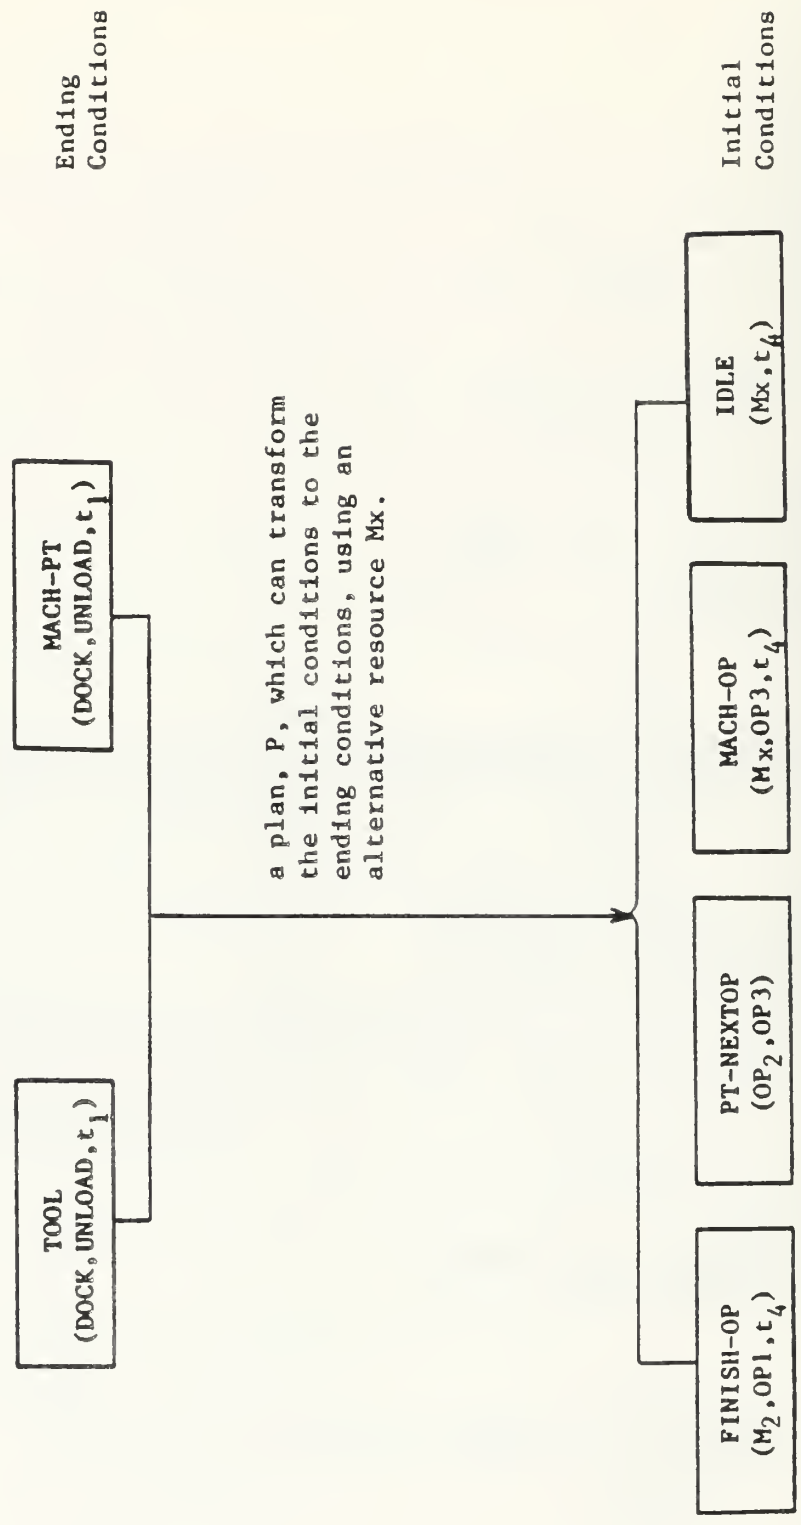 TOOL
(DOCK,UNLOAD,t1)
MACH-PT
(DOCK,UNLOAD,t1)
Ending
Conditions
a plan, P, which can transform
the initial conditions to the
ending conditions, using an
alternative resource Mx.
FINISH-OP
(M2,OP1,t4)
PT-NEXTOP
(OP2,OP3)
MACH-OP
(Mx,OP3,t4)
IDLE
(Mx,t4)
Initial
Conditions